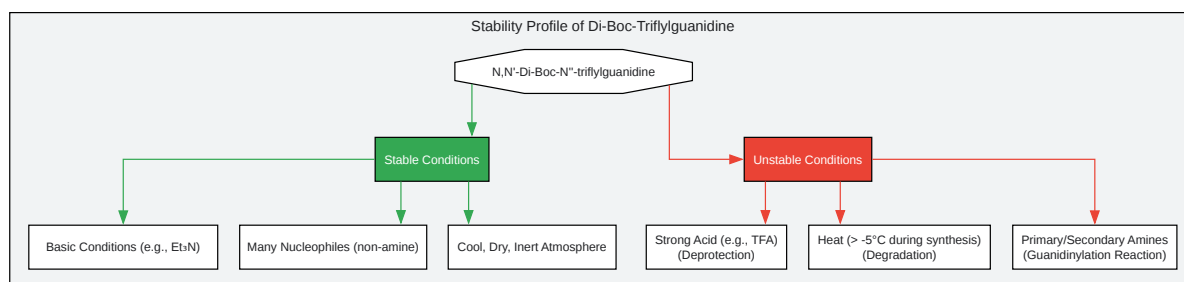 Stability Profile of Di-Boc-Triflylguanidine
N,N'-Di-Boc-N''-triflylguanidine
Stable Conditions
Unstable Conditions
Basic Conditions (e.g., Et₃N)
Many Nucleophiles (non-amine)
Cool, Dry, Inert Atmosphere
Strong Acid (e.g., TFA)
(Deprotection)
Heat (> -5°C during synthesis)
(Degradation)
Primary/Secondary Amines
(Guanidinylation Reaction)